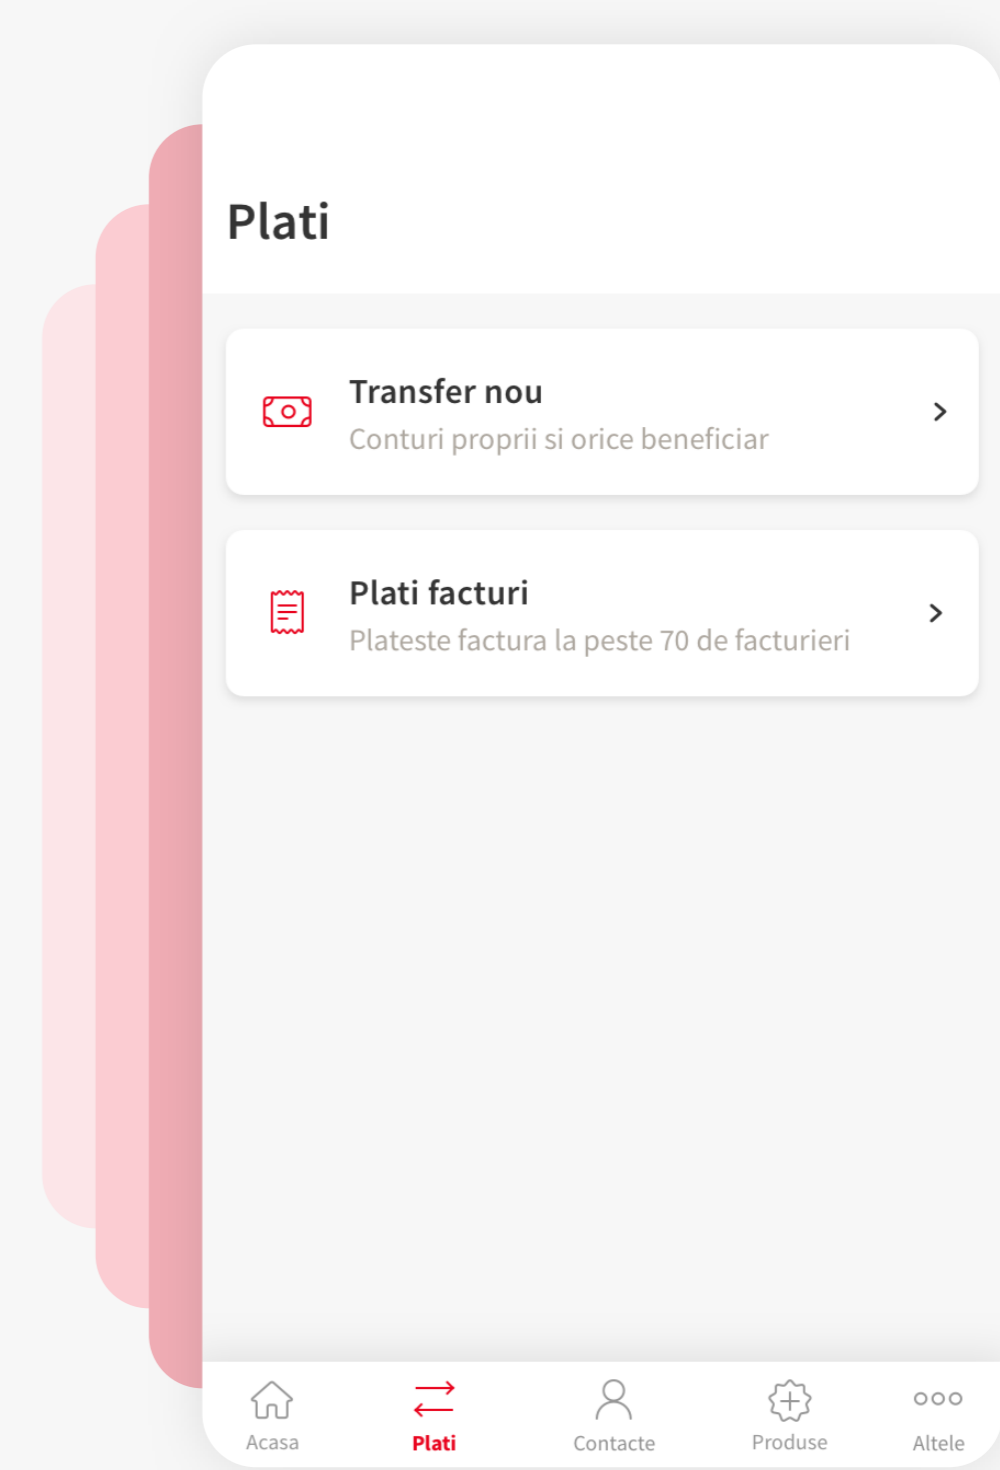 Plati
Transfer nou
Conturi proprii si orice beneficiar
Plati facturi
Plateste factura la peste 70 de facturieri
Acasa
Plati
Contacte
Produse
Altele